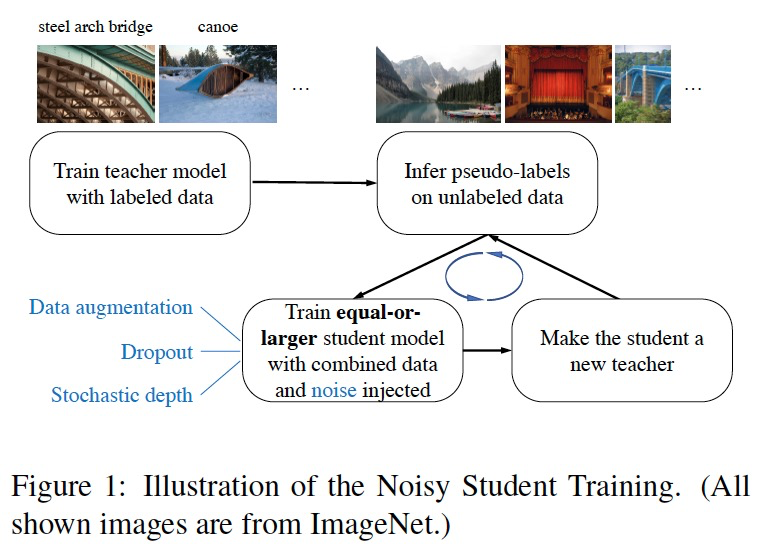 steel arch bridge
canoe
...
...
Train teacher model
with labeled data
Infer pseudo-labels
on unlabeled data
Data augmentation
Dropout
Stochastic depth
Train equal-or-
larger student model
with combined data
and noise injected
Make the student a
new teacher
Figure 1: Illustration of the Noisy Student Training. (All
shown images are from ImageNet.)